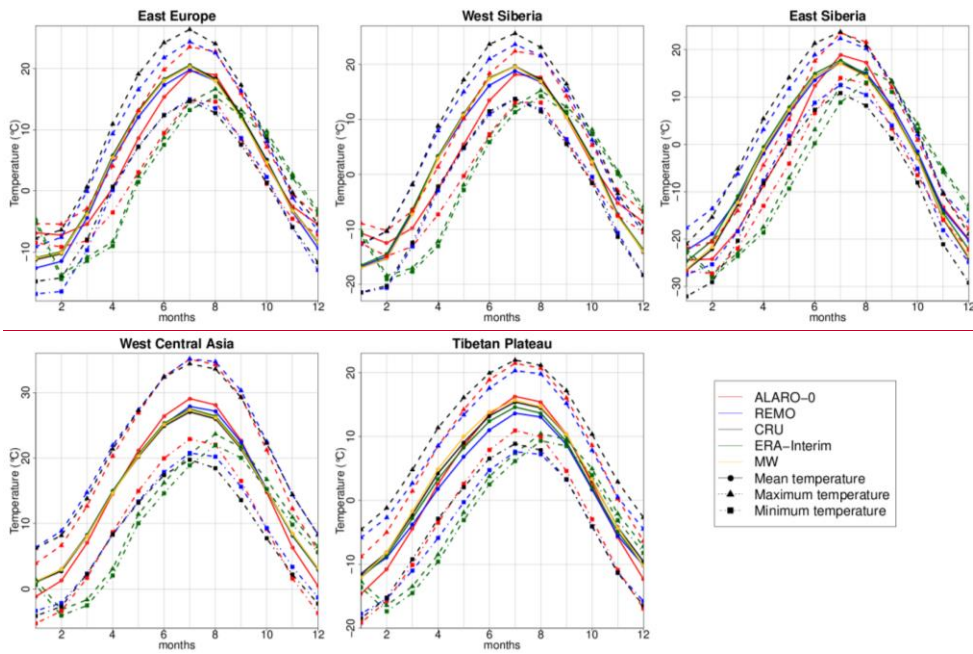 East Europe
West Siberia
East Siberia
Temperature (°C)
20
10
0
−10
2
4
6
8
10
12
months
Temperature (°C)
20
10
0
−10
−20
2
4
6
8
10
12
months
Temperature (°C)
20
10
0
−10
−20
−30
2
4
6
8
10
12
months
West Central Asia
Tibetan Plateau
Temperature (°C)
30
20
10
0
2
4
6
8
10
12
months
Temperature (°C)
20
10
0
−10
−20
2
4
6
8
10
12
months
ALARO−0
REMO
CRU
ERA−Interim
MW
Mean temperature
Maximum temperature
Minimum temperature